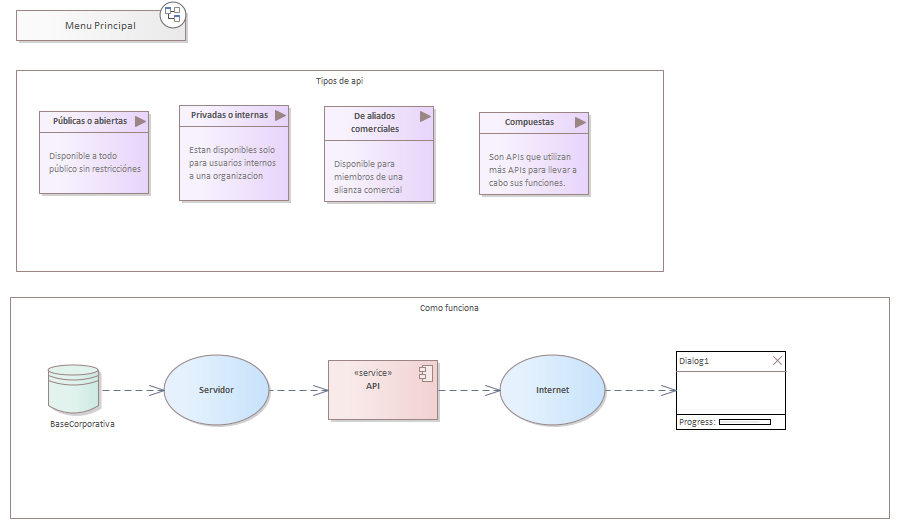 Menu Principal
Tipos de api
Públicas o abiertas
Disponible a todo
público sin restricciónes
Privadas o internas
Estan disponibles solo
para usuarios internos
a una organizacion
De aliados
comerciales
Disponible para
miembros de una
alianza comercial
Compuestas
Son APIs que utilizan
más APIs para llevar a
cabo sus funciones.
Como funciona
BaseCorporativa
Servidor
«service»
API
Internet
Dialog1
Progress: